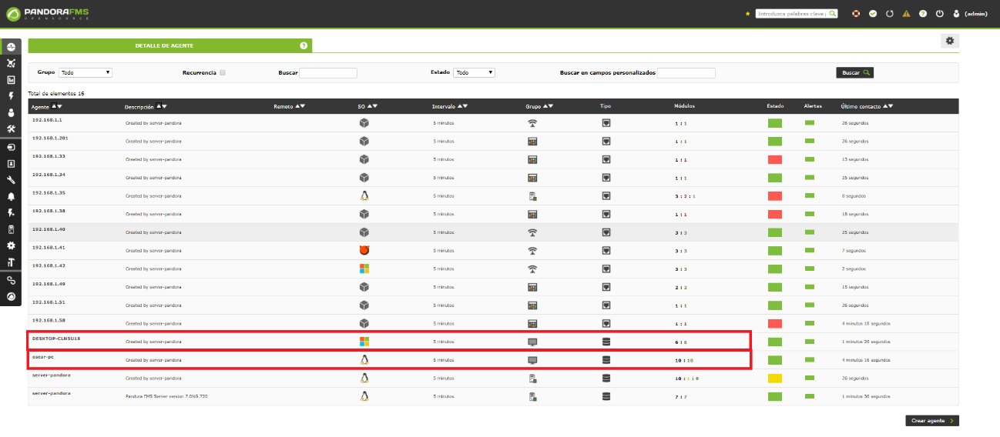 PANDORAFMS
OPENSOURCE
Introduzca palabras clave p
(admin)
DETALLE DE AGENTE
Grupo Todo Recurrencia Buscar Estado Todo Buscar en campos personalizados Buscar
Total de elementos 16
Agente Descripción Remoto SO Intervalo Grupo Tipo Módulos Estado Alertas Último contacto
192.168.1.1 Created by server-pandora 5 minutos 1 : 1 26 segundos
192.168.1.201 Created by server-pandora 5 minutos 1 : 1 26 segundos
192.168.1.33 Created by server-pandora 5 minutos 1 : 1 13 segundos
192.168.1.34 Created by server-pandora 5 minutos 1 : 1 25 segundos
192.168.1.35 Created by server-pandora 5 minutos 3 : 2 : 1 8 segundos
192.168.1.38 Created by server-pandora 5 minutos 1 : 1 18 segundos
192.168.1.40 Created by server-pandora 5 minutos 3 : 3 25 segundos
192.168.1.41 Created by server-pandora 5 minutos 3 : 3 7 segundos
192.168.1.42 Created by server-pandora 5 minutos 3 : 3 2 segundos
192.168.1.49 Created by server-pandora 5 minutos 2 : 2 15 segundos
192.168.1.51 Created by server-pandora 5 minutos 1 : 1 26 segundos
192.168.1.58 Created by server-pandora 5 minutos 1 : 1 4 minutos 18 segundos
DESKTOP-CLN5U18 Created by server-pandora 5 minutos 6 : 6 1 minutos 26 segundos
oscar-pc Created by server-pandora 5 minutos 10 : 10 4 minutos 16 segundos
server-pandora Created by server-pandora 5 minutos 10 : 1 : 9 26 segundos
server-pandora Pandora FMS Server version 7.0NG.720 5 minutos 7 : 7 1 minutos 36 segundos
Crear agente